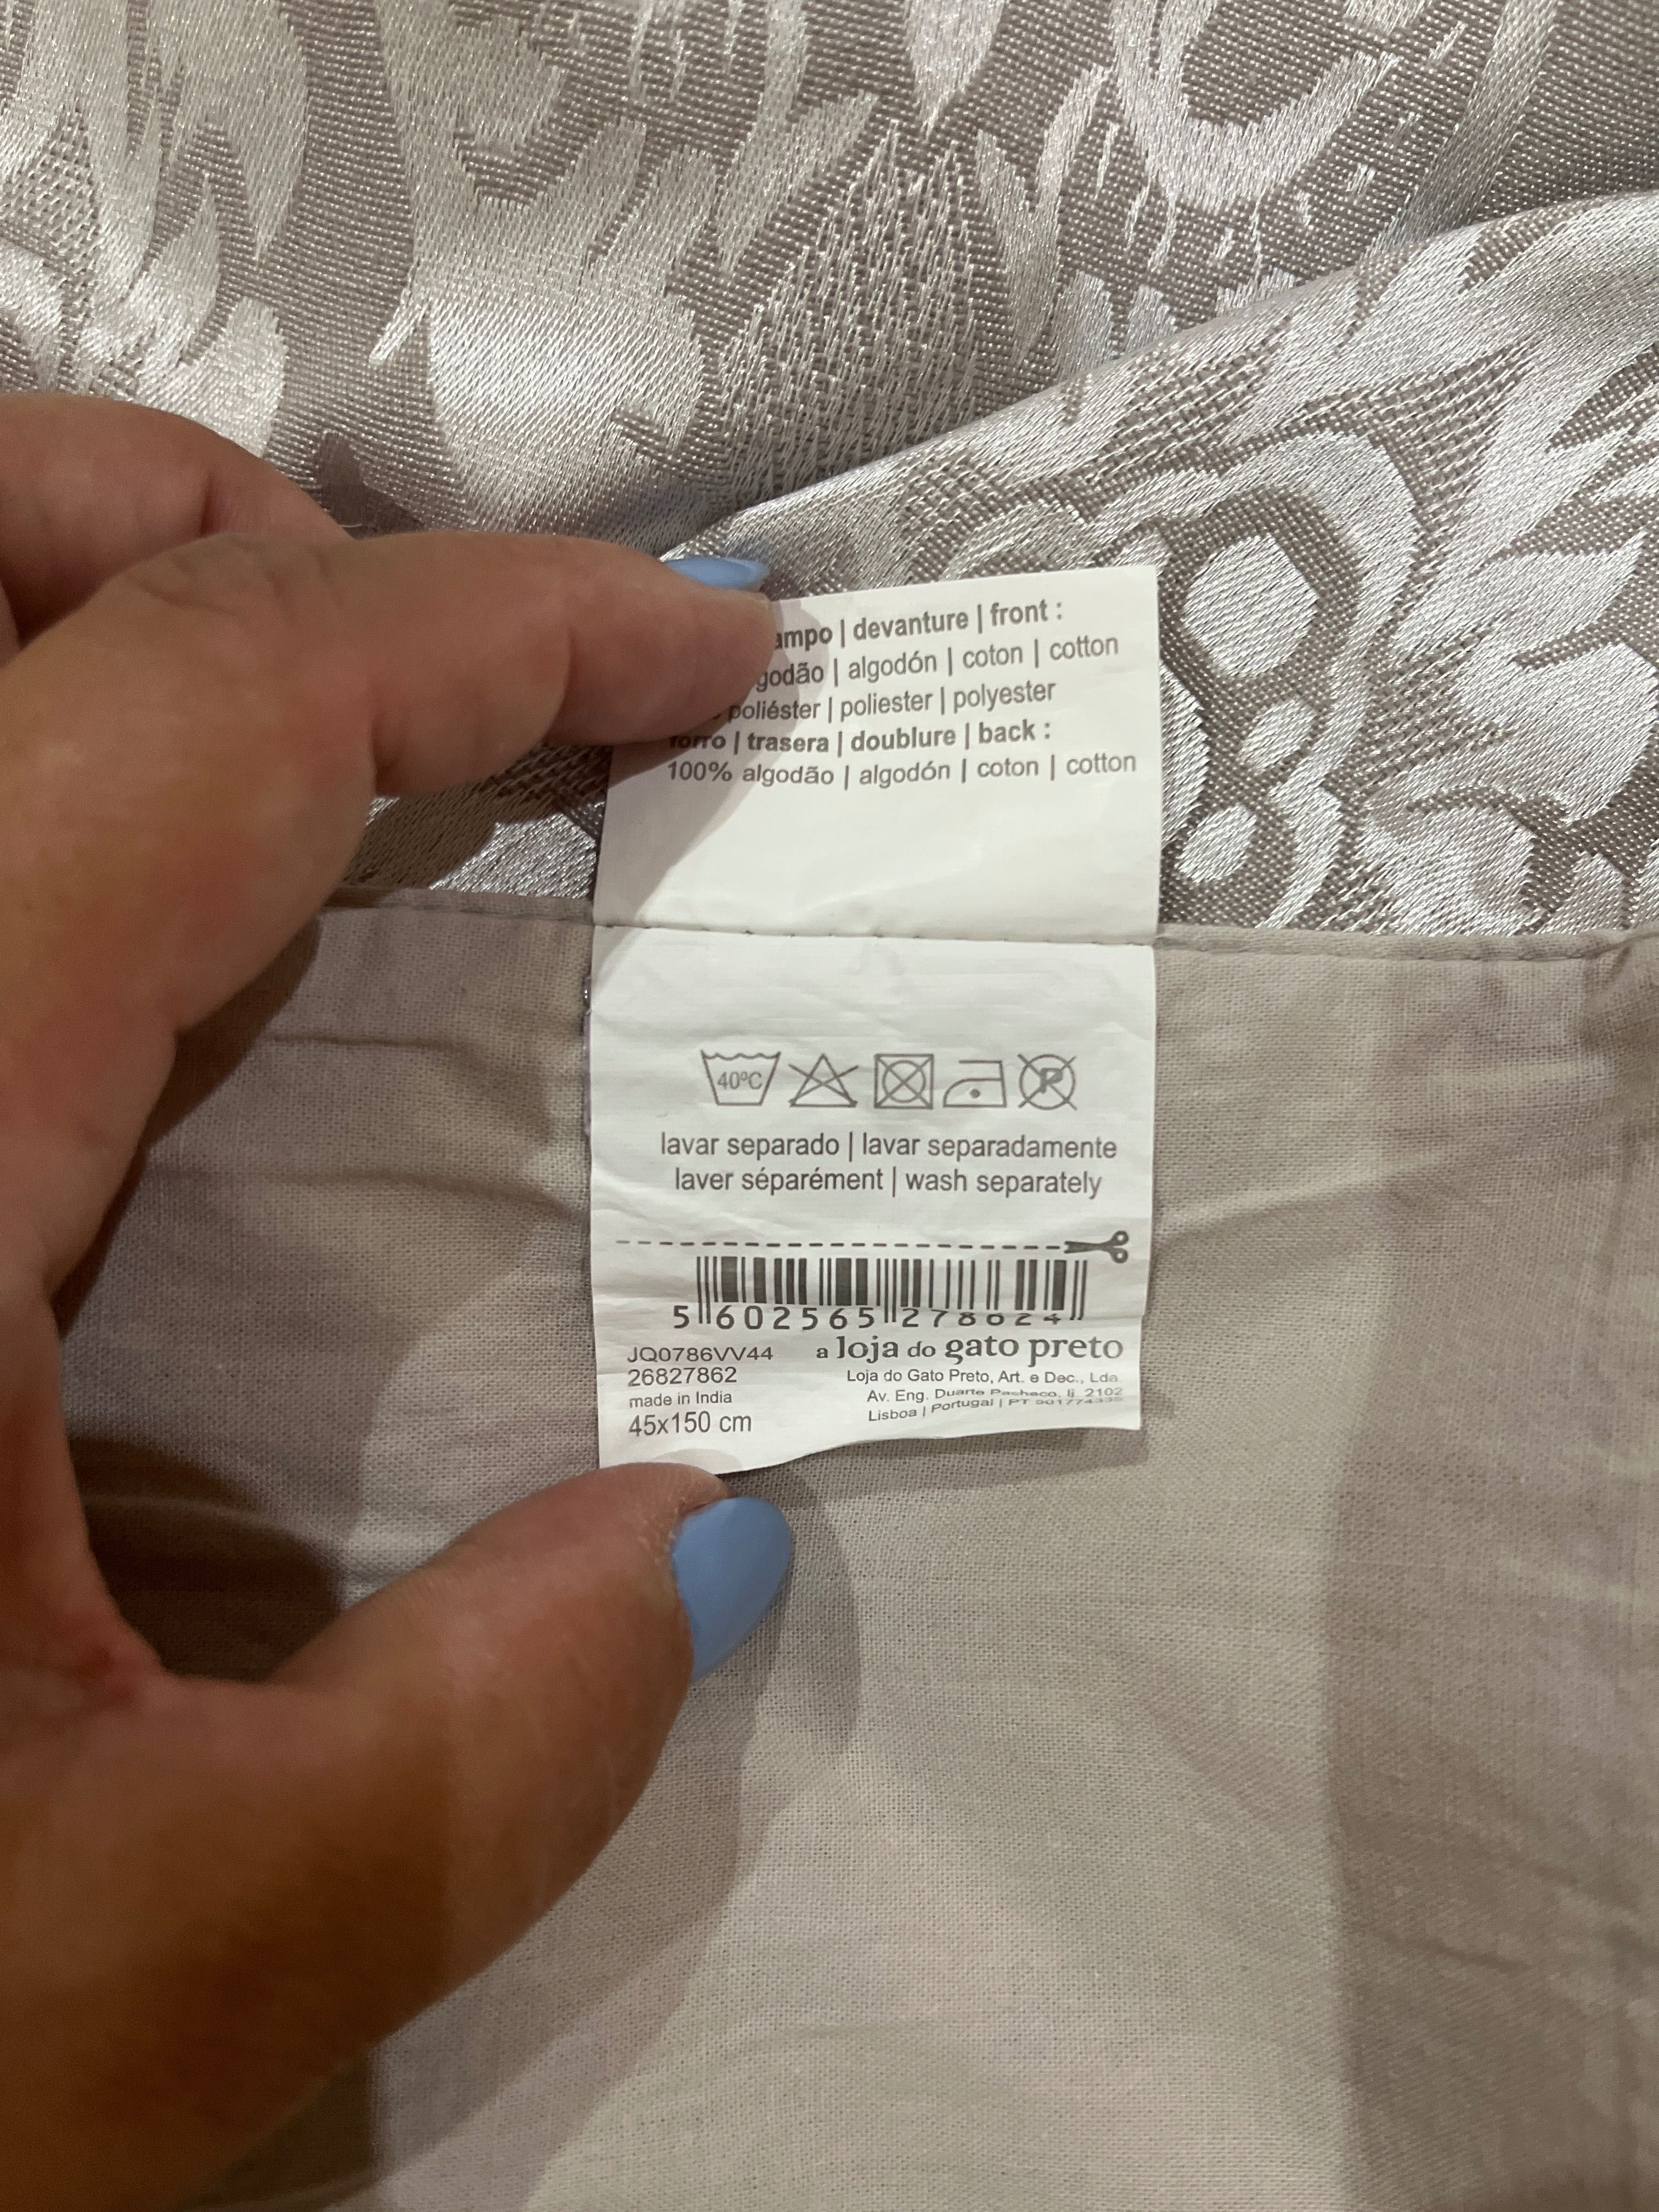 devanture | front :
| algodón | coton | cotton
poliéster | poliester | polyester
forro | trasera | doublure | back :
100% algodão | algodón | coton | cotton
40ºC
P
lavar separado | lavar separadamente
laver séparément | wash separately
5 602565 278624
JQ0786VV44
a loja do gato preto
26827862
Loja do Gato Preto, Art. e Dec., Lda
made in India
Av. Eng. Duarte Pacheco, lj 2102
45x150 cm
Lisboa | Portugal | PT